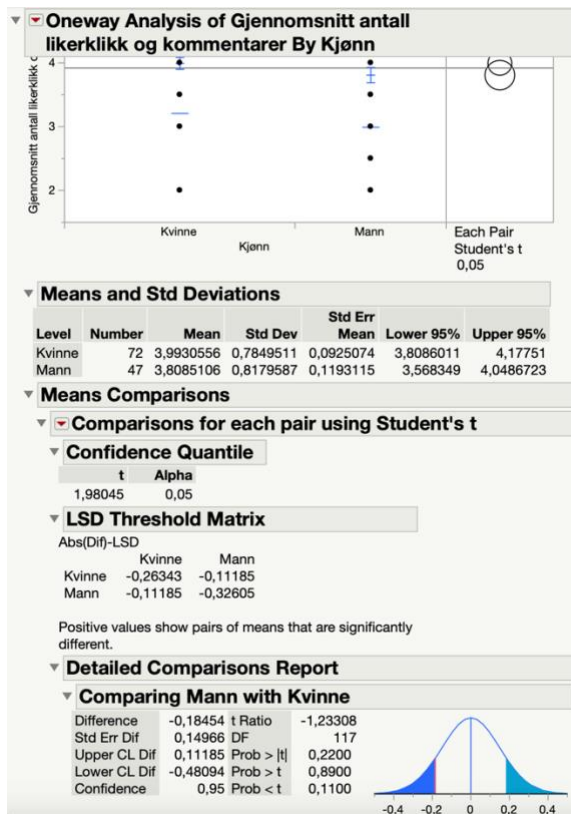 Oneway Analysis of Gjennomsnitt antall
likerklikk og kommentarer By Kjønn
Gjennomsnitt antall likerklikk
4
3
2
Kvinne Mann
Kjønn
Each Pair
Student's t
0,05
Means and Std Deviations
Std Err
Level Number Mean Std Dev Mean Lower 95% Upper 95%
Kvinne 72 3,9930556 0,7849511 0,0925074 3,8086011 4,17751
Mann 47 3,8085106 0,8179587 0,1193115 3,568349 4,0486723
Means Comparisons
Comparisons for each pair using Student's t
Confidence Quantile
t Alpha
1,98045 0,05
LSD Threshold Matrix
Abs(Dif)-LSD
Kvinne Mann
Kvinne -0,26343 -0,11185
Mann -0,11185 -0,32605
Positive values show pairs of means that are significantly
different.
Detailed Comparisons Report
Comparing Mann with Kvinne
Difference -0,18454 t Ratio -1,23308
Std Err Dif 0,14966 DF 117
Upper CL Dif 0,11185 Prob > |t| 0,2200
Lower CL Dif -0,48094 Prob > t 0,8900
Confidence 0,95 Prob < t 0,1100
-0,4 -0,2 0 0,2 0,4